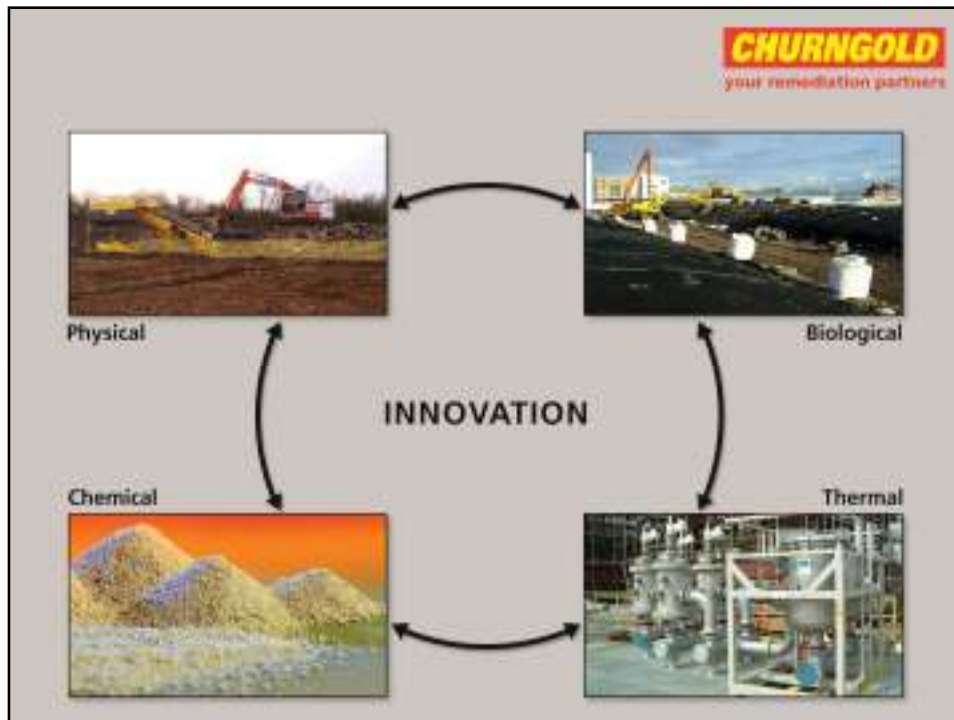 CHURNGOLD
your remediation partners
Physical
Biological
INNOVATION
Chemical
Thermal